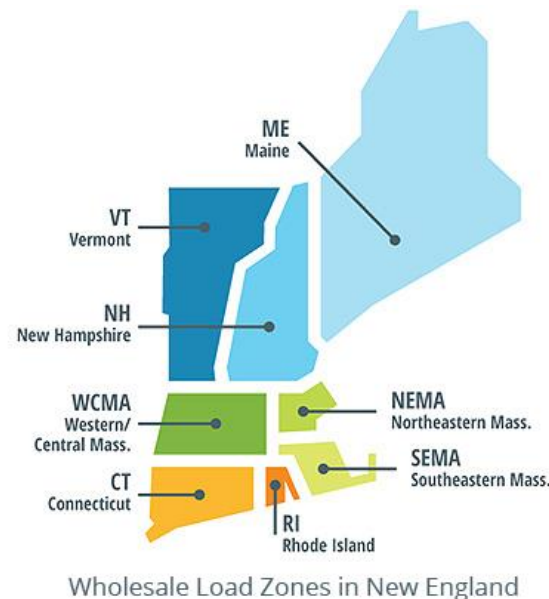 ME
Maine
VT
Vermont
NH
New Hampshire
WCMA
Western/
Central Mass.
NEMA
Northeastern Mass.
SEMA
Southeastern Mass.
CT
Connecticut
RI
Rhode Island
Wholesale Load Zones in New England